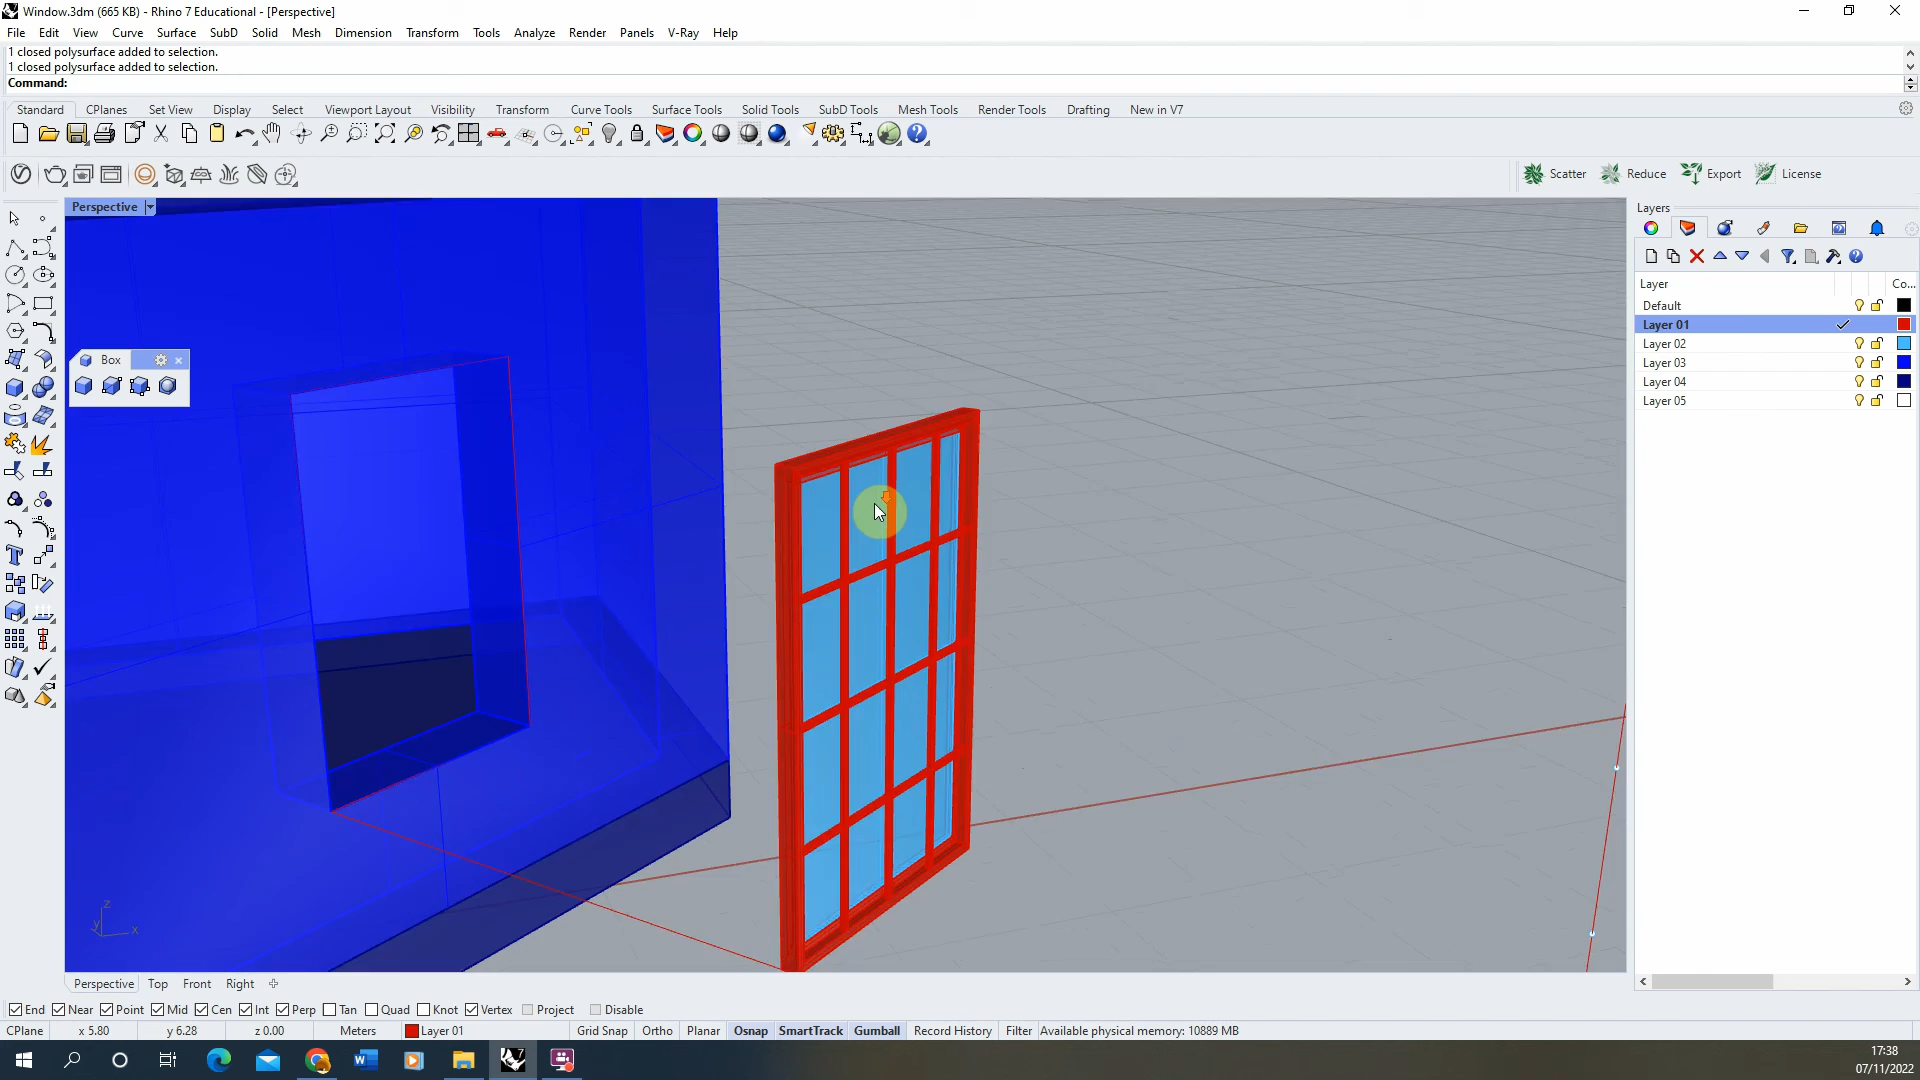 Window.3dm (665 KB) - Rhino 7 Educational - [Perspective]
File Edit View Curve Surface SubD Solid Mesh Dimension Transform Tools Analyze Render Panels V-Ray Help
1 closed polysurface added to selection.
1 closed polysurface added to selection.
Command:
Standard CPlanes Set View Display Select Viewport Layout Visibility Transform Curve Tools Surface Tools Solid Tools SubD Tools Mesh Tools Render Tools Drafting New in V7
Scatter Reduce Export License
Perspective
Layers
Box
Layer Co...
Default
Layer 01
Layer 02
Layer 03
Layer 04
Layer 05
z
y x
Perspective Top Front Right
End Near Point Mid Cen Int Perp Tan Quad Knot Vertex Project Disable
CPlane x 5.80 y 6.28 z 0.00 Meters Layer 01 Grid Snap Ortho Planar Osnap SmartTrack Gumball Record History Filter Available physical memory: 10889 MB
17:38
07/11/2022